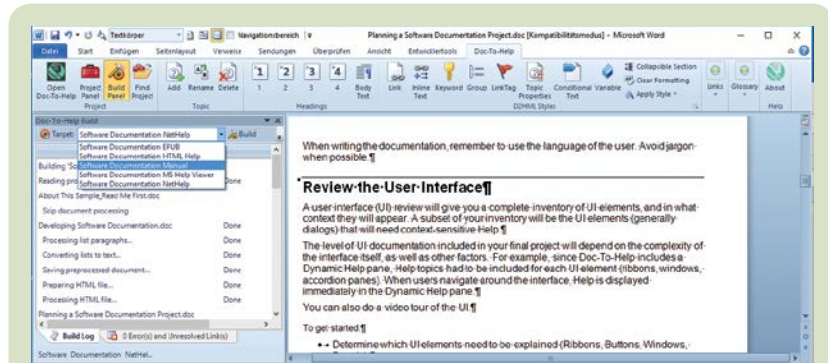 Textkörper
Navigationsbereich
Planning a Software Documentation Project.doc [Kompatibilitätsmodus] - Microsoft Word
Datei Start Einfügen Seitenlayout Verweise Sendungen Überprüfen Ansicht Entwicklertools Doc-To-Help
Open Doc-To-Help
Project Panel
Build Panel
Find Project
Add Rename Delete
1 2 3 4
Body Text
Link
Inline Text
Keyword Group LinkTag
Topic Properties
Conditional Text
Variable
Collapsible Section
Clear Formatting
Apply Style
Links Glossary About
Project Topic Headings D2HML Styles Help
Doc-To-Help Build
Target: Software Documentation NetHelp Build
Software Documentation EPUB
Software Documentation HTML Help
Software Documentation Manual
Software Documentation MS Help Viewer
Software Documentation NetHelp
Building 'So
Reading pro Done
About This Sample_Read Me First.doc
Skip document processing
Developing Software Documentation.doc Done
Processing list paragraphs... Done
Converting lists to text... Done
Saving preprocessed document... Done
Preparing HTML file... Done
Processing HTML file... Done
Planning a Software Documentation Project.doc
Build Log 0 Error(s) and Unresolved Link(s)
Software Documentation NetHel...
When writing the documentation, remember to use the language of the user. Avoid jargon
when possible.¶
Review the User Interface¶
A user interface (UI) review will give you a complete inventory of UI elements, and in what
context they will appear. A subset of your inventory will be the UI elements (generally
dialogs) that will need context-sensitive Help.¶
The level of UI documentation included in your final project will depend on the complexity of
the interface itself, as well as other factors. For example, since Doc-To-Help includes a
Dynamic Help pane, Help topics had to be included for each UI element (ribbons, windows,
accordion panes). When users navigate around the interface, Help is displayed
immediately in the Dynamic Help pane.¶
You can also do a video tour of the UI.¶
To get started:¶
• Determine which UI elements need to be explained (Ribbons, Buttons, Windows,